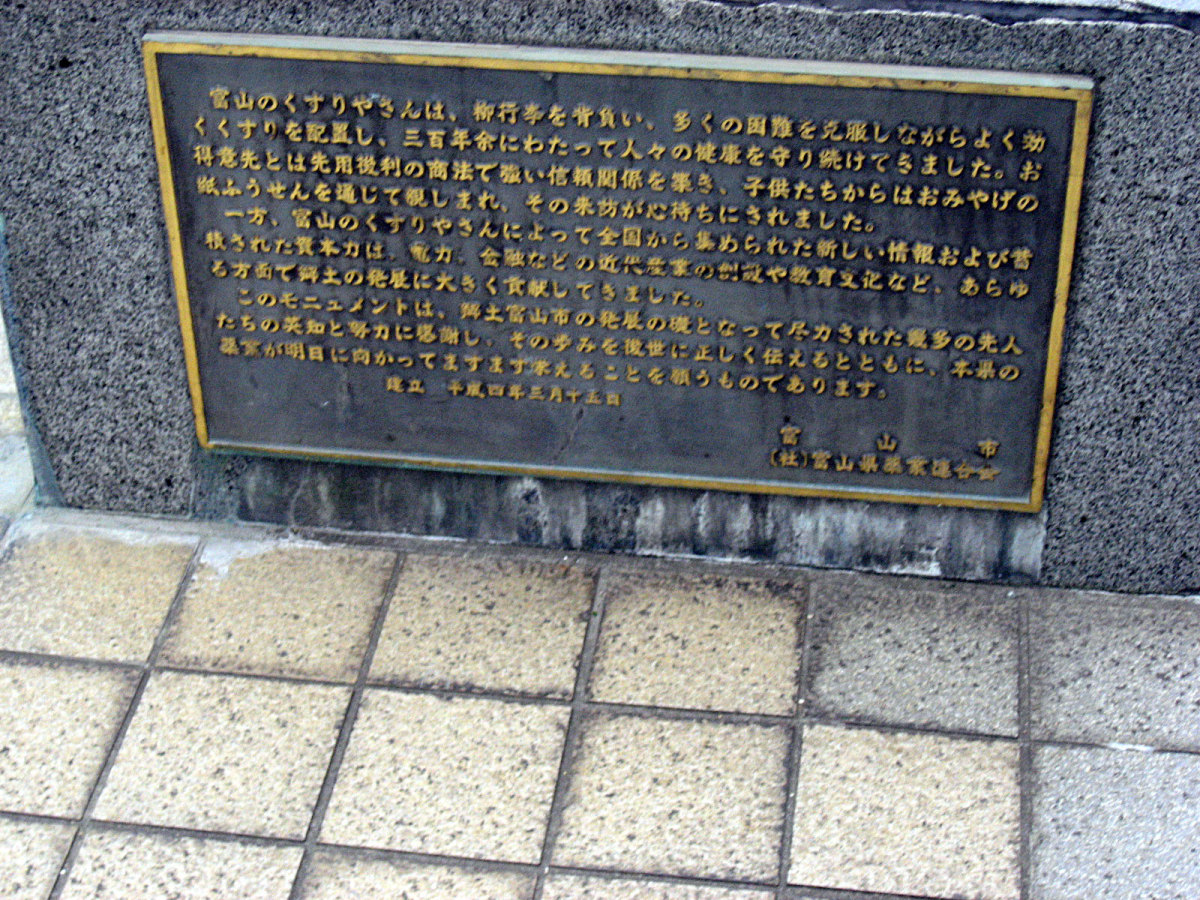 富山のくすりやさんは、柳行李を背負い、多くの困難を克服しながらよく効
くくすりを配置し、三百年余にわたって人々の健康を守り続けてきました。お
得意先とは先用後利の商法で強い信頼関係を築き、子供たちからはおみやげの
紙ふうせんを通じて親しまれ、その来訪が心待ちにされました。
一方、富山のくすりやさんによって全国から集められた新しい情報および蓄
積された資本力は、電力、金融などの近代産業の創設や教育文化など、あらゆ
る方面で郷土の発展に大きく貢献してきました。
このモニュメントは、郷土富山市の発展の礎となって尽力された幾多の先人
たちの英知と努力に感謝し、その歩みを後世に正しく伝えるとともに、本県の
薬業が明日に向かってますます栄えることを願うものであります。
建立 平成四年三月十五日
富山市
(社)富山県薬業連合会